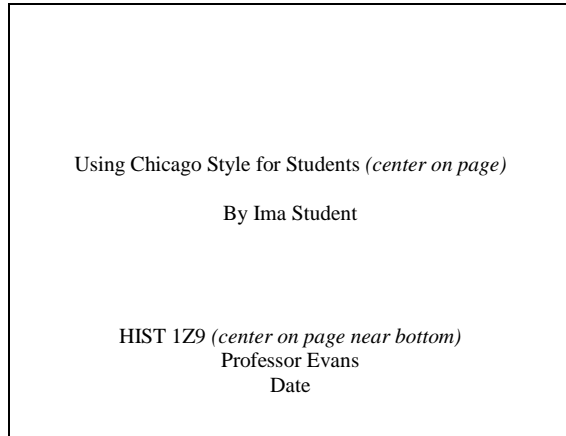 Using Chicago Style for Students (center on page)
By Ima Student
HIST 1Z9 (center on page near bottom)
Professor Evans
Date